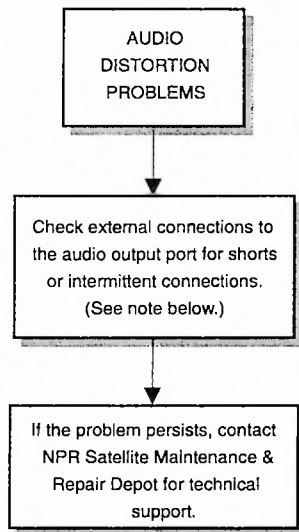 AUDIO
DISTORTION
PROBLEMS
Check external connections to
the audio output port for shorts
or intermittent connections.
(See note below.)
If the problem persists, contact
NPR Satellite Maintenance &
Repair Depot for technical
support.